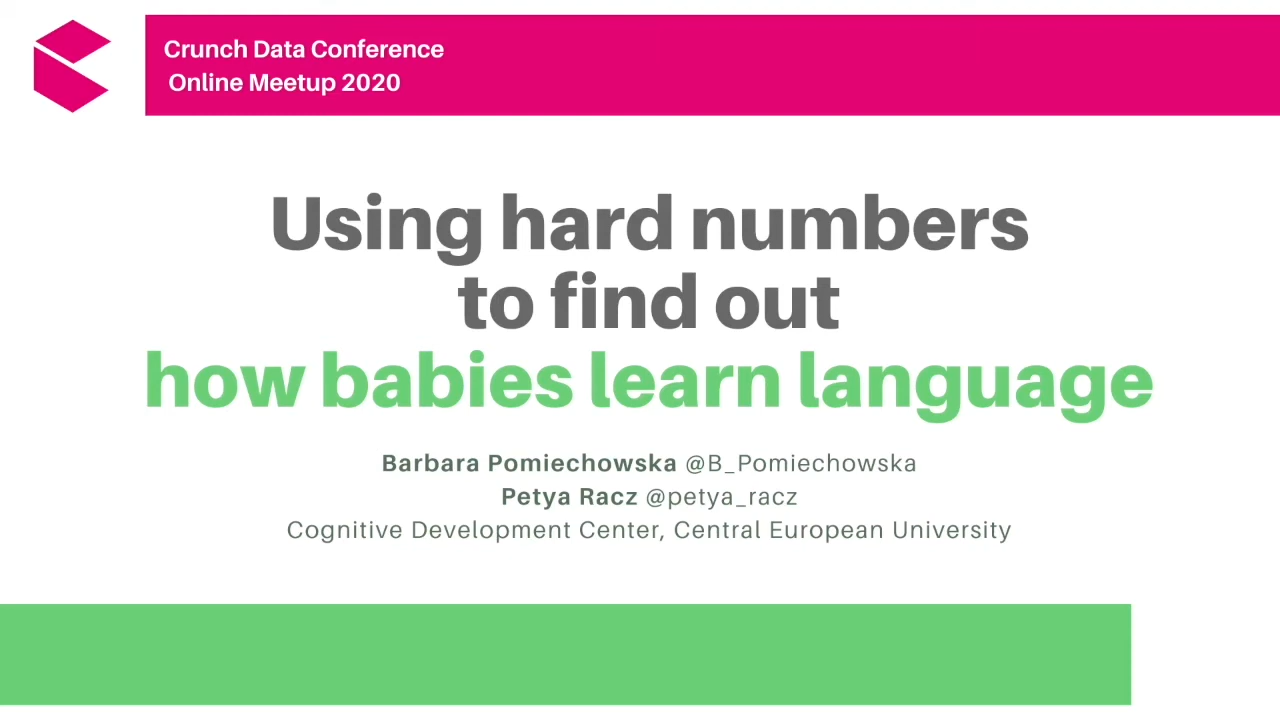 Crunch Data Conference
Online Meetup 2020
Using hard numbers
to find out
how babies learn language
Barbara Pomiechowska @B_Pomiechowska
Petya Racz @petya_racz
Cognitive Development Center, Central European University